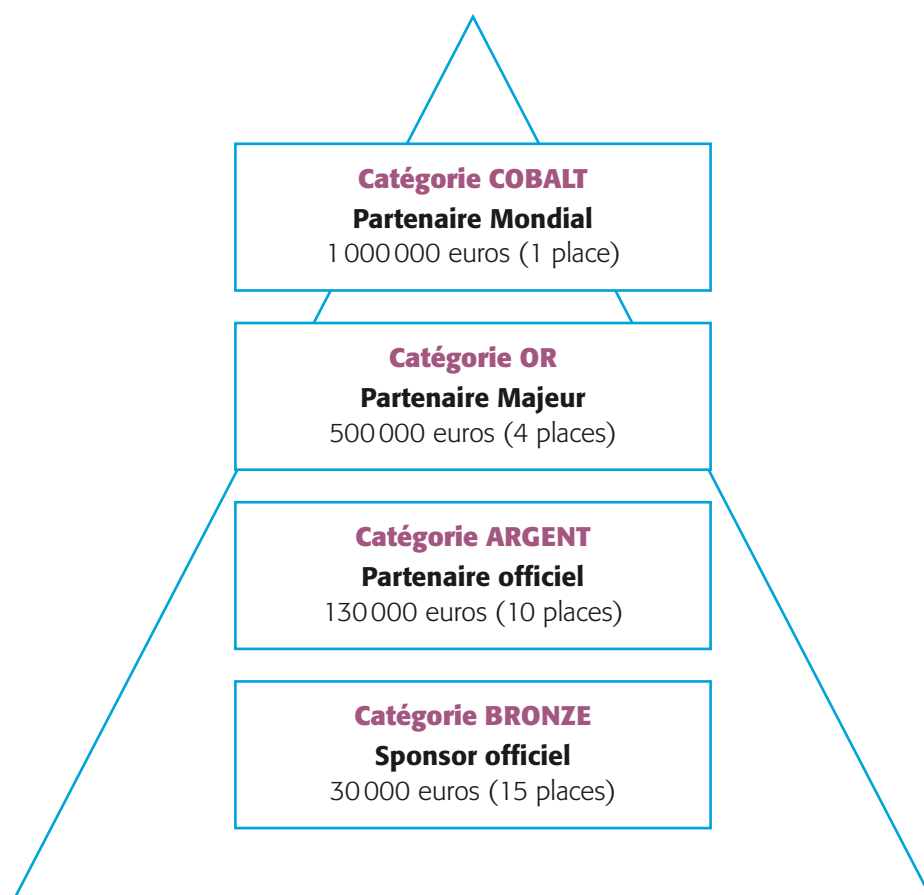 Catégorie COBALT
Partenaire Mondial
1 000 000 euros (1 place)
Catégorie OR
Partenaire Majeur
500 000 euros (4 places)
Catégorie ARGENT
Partenaire officiel
130 000 euros (10 places)
Catégorie BRONZE
Sponsor officiel
30 000 euros (15 places)